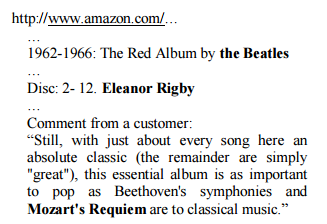 http://www.amazon.com/…
…
1962-1966: The Red Album by the Beatles
…
Disc: 2- 12. Eleanor Rigby
…
Comment from a customer:
“Still, with just about every song here an
absolute classic (the remainder are simply
"great"), this essential album is as important
to pop as Beethoven's symphonies and
Mozart's Requiem are to classical music.”